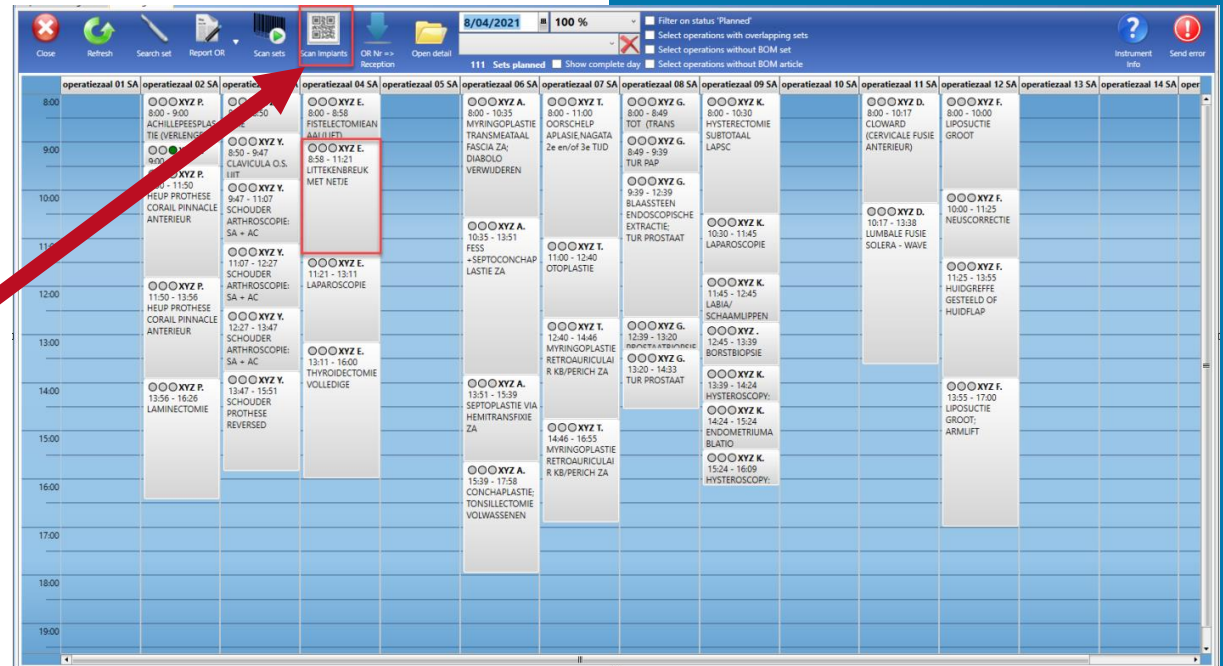 8/04/2021
100 %
Filter on status 'Planned'
Select operations with overlapping sets
Select operations without BOM set
111 Sets planned
Show complete day
Select operations without BOM article
Close
Refresh
Search set
Report OR
Scan sets
Scan Implants
OR Nr =>
Reception
Open detail
Instrument
Info
Send error
operatiezaal 01 SA
operatiezaal 02 SA
operatiezaal 04 SA
operatiezaal 05 SA
operatiezaal 06 SA
operatiezaal 07 SA
operatiezaal 08 SA
operatiezaal 09 SA
operatiezaal 10 SA
operatiezaal 11 SA
operatiezaal 12 SA
operatiezaal 13 SA
operatiezaal 14 SA
oper
8:00
9:00
10:00
12:00
13:00
14:00
15:00
16:00
17:00
18:00
19:00
XYZ P.
8:00 - 9:00
ACHILLEPEESPLAS
TIE (VERLENG
XYZ P.
- 11:50
HEUP PROTHESE
CORAIL PINNACLE
ANTERIEUR
XYZ P.
11:50 - 13:56
HEUP PROTHESE
CORAIL PINNACLE
ANTERIEUR
XYZ P.
13:56 - 16:26
LAMINECTOMIE
XYZ Y.
8:50 - 9:47
CLAVICULA O.S.
UIT
XYZ Y.
9:47 - 11:07
SCHOUDER
ARTHROSCOPIE:
SA + AC
XYZ Y.
11:07 - 12:27
SCHOUDER
ARTHROSCOPIE:
SA + AC
XYZ Y.
12:27 - 13:47
SCHOUDER
ARTHROSCOPIE:
SA + AC
XYZ Y.
13:47 - 15:51
SCHOUDER
PROTHESE
REVERSED
XYZ E.
8:00 - 8:58
FISTELECTOMIEAN
AAL(LIFT)
XYZ E.
8:58 - 11:21
LITTEKENBREUK
MET NETJE
XYZ E.
11:21 - 13:11
LAPAROSCOPIE
XYZ E.
13:11 - 16:00
THYROIDECTOMIE
VOLLEDIGE
XYZ A.
8:00 - 10:35
MYRINGOPLASTIE
TRANSMEATAAL
FASCIA ZA;
DIABOLO
VERWIJDEREN
XYZ A.
10:35 - 13:51
FESS
+SEPTOCONCHAP
LASTIE ZA
XYZ A.
13:51 - 15:39
SEPTOPLASTIE VIA
HEMITRANSFIXIE
ZA
XYZ A.
15:39 - 17:58
CONCHAPLASTIE;
TONSILLECTOMIE
VOLWASSENEN
XYZ T.
8:00 - 11:00
OORSCHELP
APLASIE,NAGATA
2e en/of 3e TIJD
XYZ T.
11:00 - 12:40
OTOPLASTIE
XYZ T.
12:40 - 14:46
MYRINGOPLASTIE
RETROAURICULAI
R KB/PERICH ZA
XYZ T.
14:46 - 16:55
MYRINGOPLASTIE
RETROAURICULAI
R KB/PERICH ZA
XYZ G.
8:00 - 8:49
TOT (TRANS
XYZ G.
8:49 - 9:39
TUR PAP
XYZ G.
9:39 - 12:39
BLAASSTEEN
ENDOSCOPISCHE
EXTRACTIE;
TUR PROSTAAT
XYZ G.
12:39 - 13:20
PROSTAATBIOPSIE
XYZ G.
13:20 - 14:33
TUR PROSTAAT
XYZ K.
8:00 - 10:30
HYSTERECTOMIE
SUBTOTAAL
LAPSC
XYZ K.
10:30 - 11:45
LAPAROSCOPIE
XYZ K.
11:45 - 12:45
LABIA/
SCHAAMLIPPEN
XYZ .
12:45 - 13:39
BORSTBIOPSIE
XYZ K.
13:39 - 14:24
HYSTEROSCOPY:
XYZ K.
14:24 - 15:24
ENDOMETRIUMA
BLATIO
XYZ K.
15:24 - 16:09
HYSTEROSCOPY:
XYZ D.
8:00 - 10:17
CLOWARD
(CERVICALE FUSIE
ANTERIEUR)
XYZ D.
10:17 - 13:38
LUMBALE FUSIE
SOLERA - WAVE
XYZ F.
8:00 - 10:00
LIPOSUCTIE
GROOT
XYZ F.
10:00 - 11:25
NEUSCORRECTIE
XYZ F.
11:25 - 13:55
HUIDGREFFE
GESTEELD OF
HUIDFLAP
XYZ F.
13:55 - 17:00
LIPOSUCTIE
GROOT;
ARMLIFT